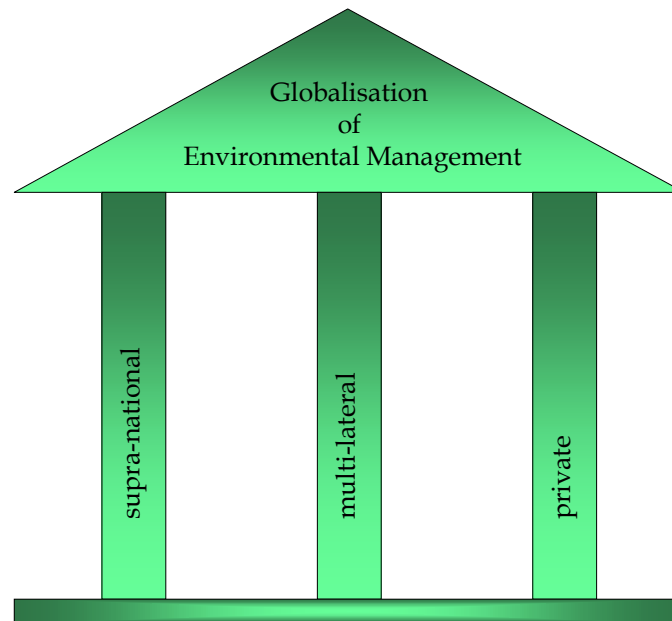 Globalisation
of
Environmental Management
supra-national
multi-lateral
private